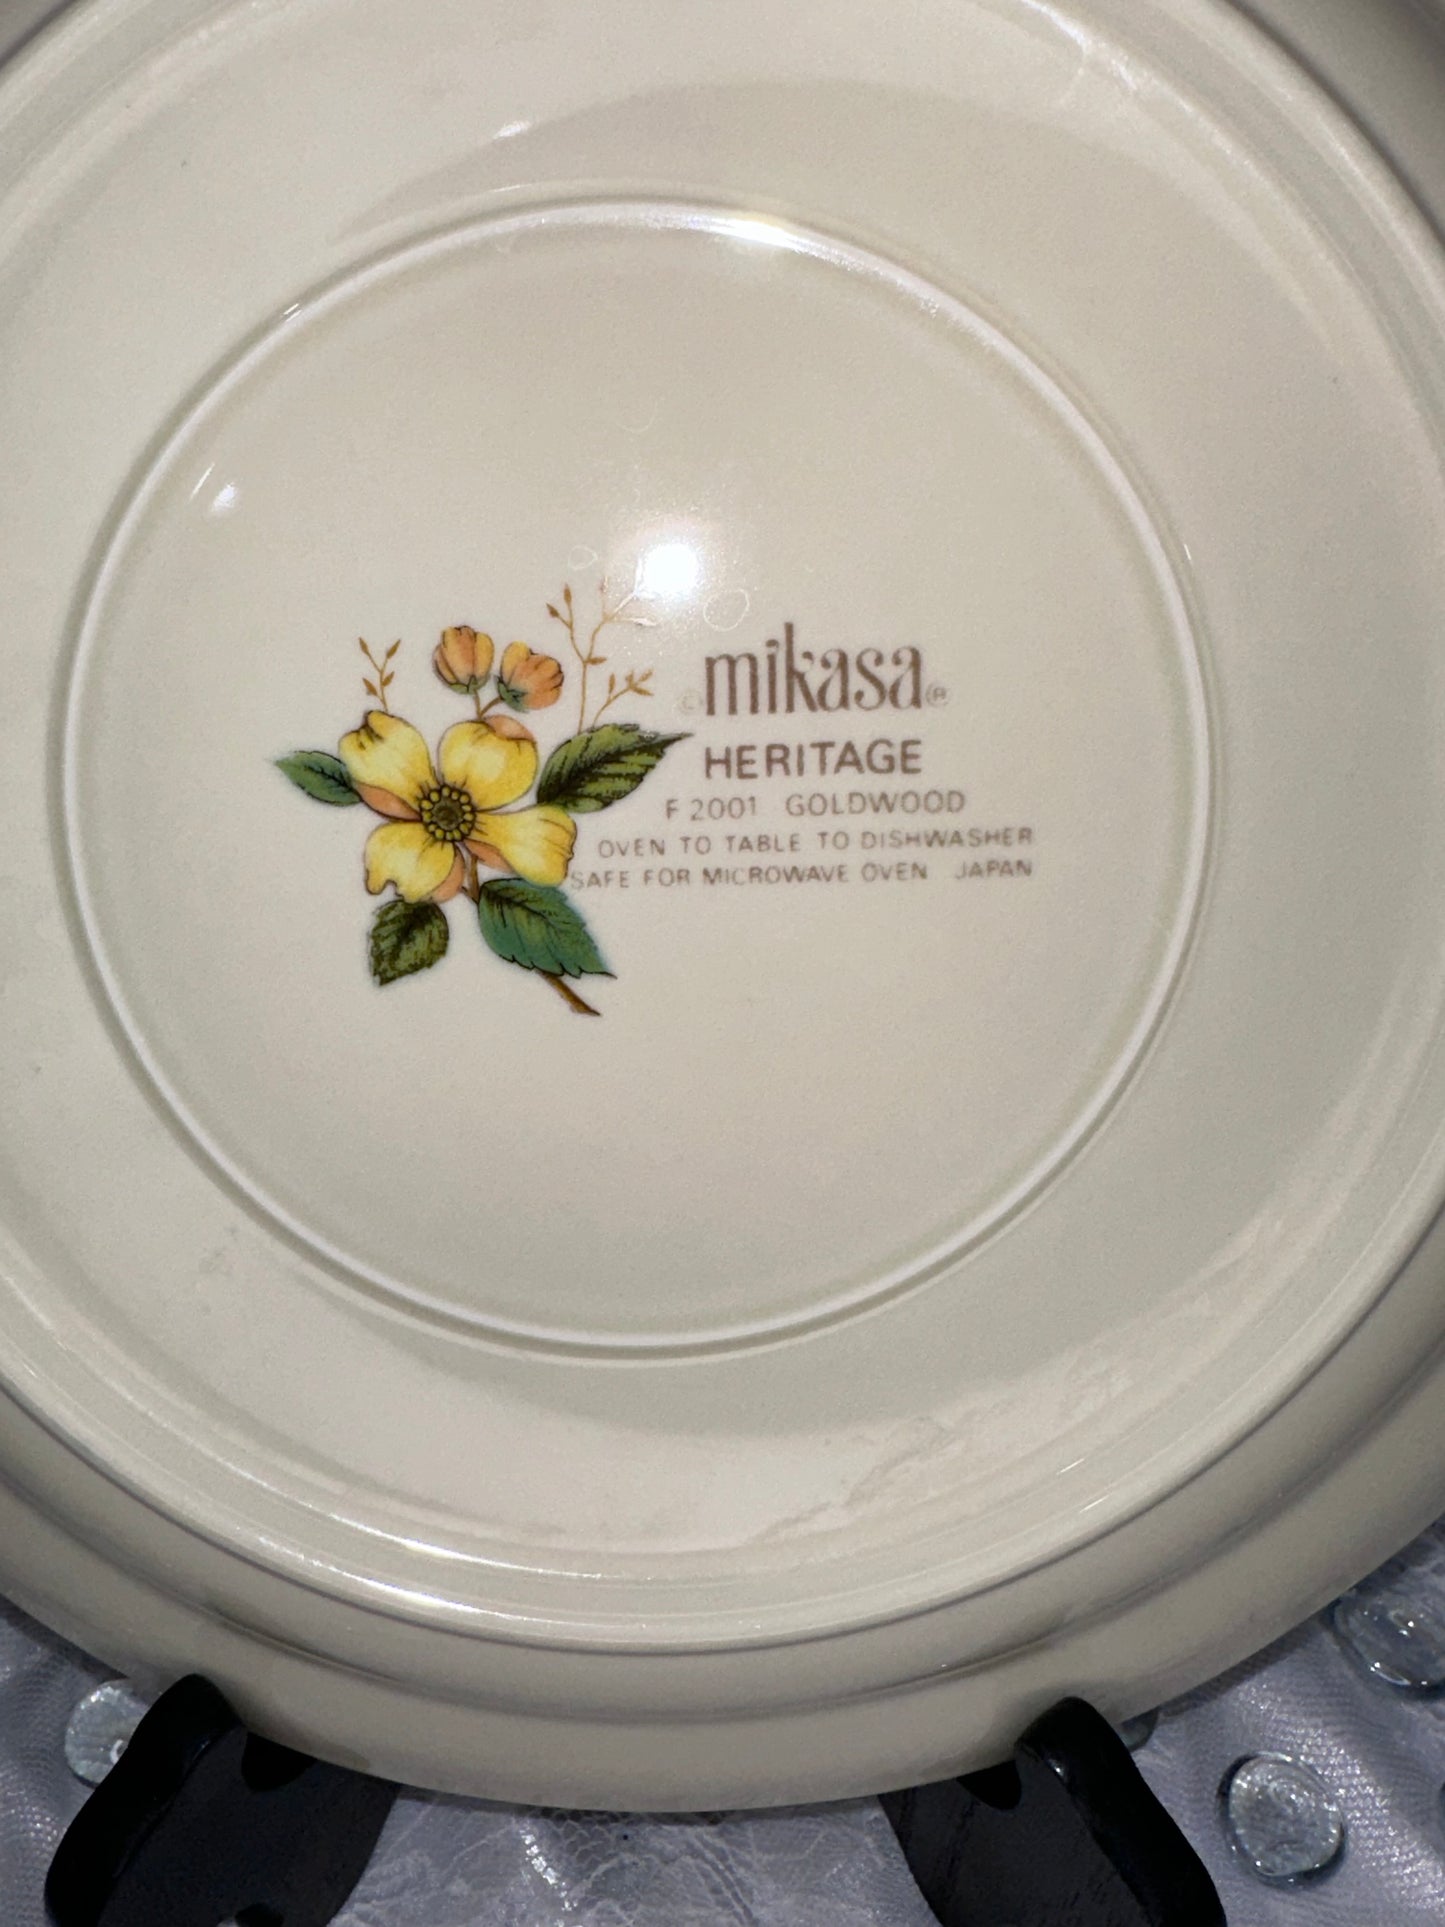 © mikasa ®
HERITAGE
F 2001 GOLDWOOD
OVEN TO TABLE TO DISHWASHER
SAFE FOR MICROWAVE OVEN JAPAN